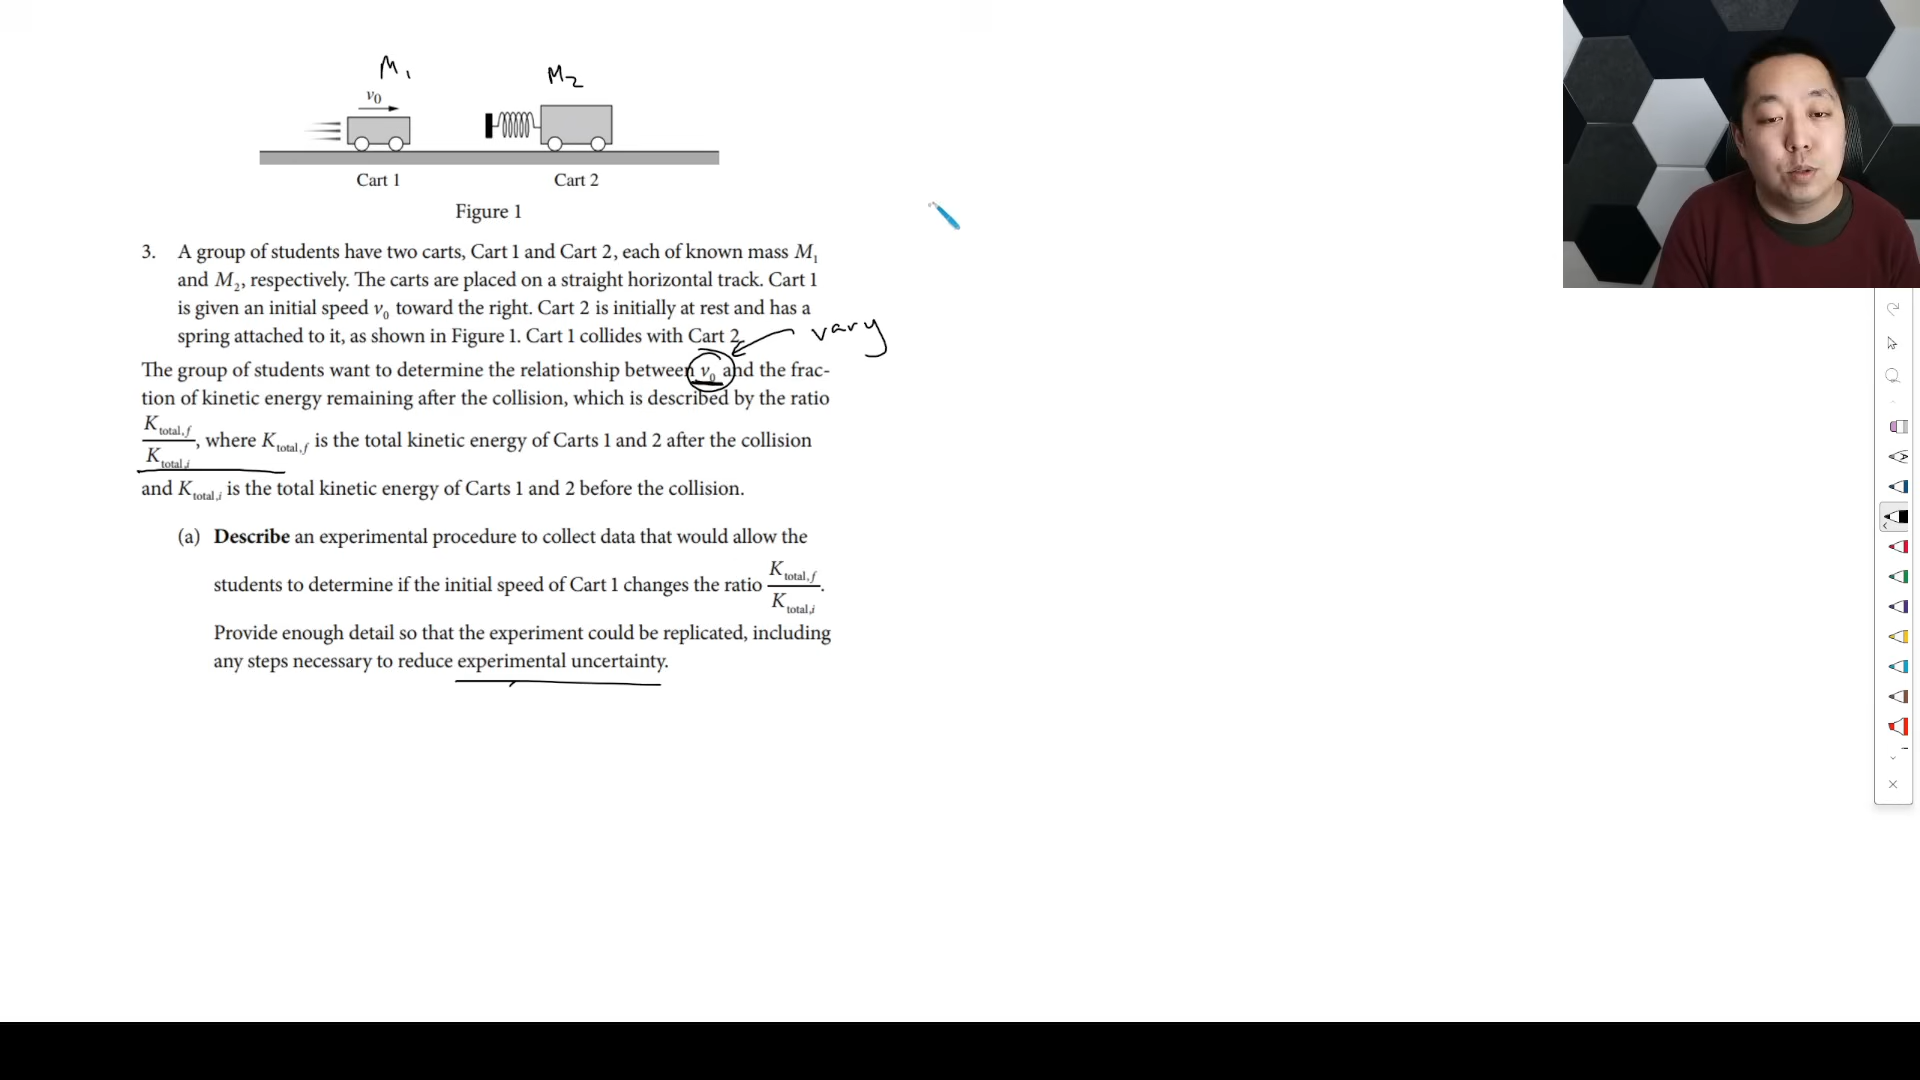 M₁
M₂
v₀
Cart 1
Cart 2
Figure 1
3. A group of students have two carts, Cart 1 and Cart 2, each of known mass M₁
and M₂, respectively. The carts are placed on a straight horizontal track. Cart 1
is given an initial speed v₀ toward the right. Cart 2 is initially at rest and has a
spring attached to it, as shown in Figure 1. Cart 1 collides with Cart 2.
vary
The group of students want to determine the relationship between v₀ and the frac-
tion of kinetic energy remaining after the collision, which is described by the ratio
K_total,f / K_total,i, where K_total,f is the total kinetic energy of Carts 1 and 2 after the collision
and K_total,i is the total kinetic energy of Carts 1 and 2 before the collision.
(a) Describe an experimental procedure to collect data that would allow the
students to determine if the initial speed of Cart 1 changes the ratio K_total,f / K_total,i.
Provide enough detail so that the experiment could be replicated, including
any steps necessary to reduce experimental uncertainty.